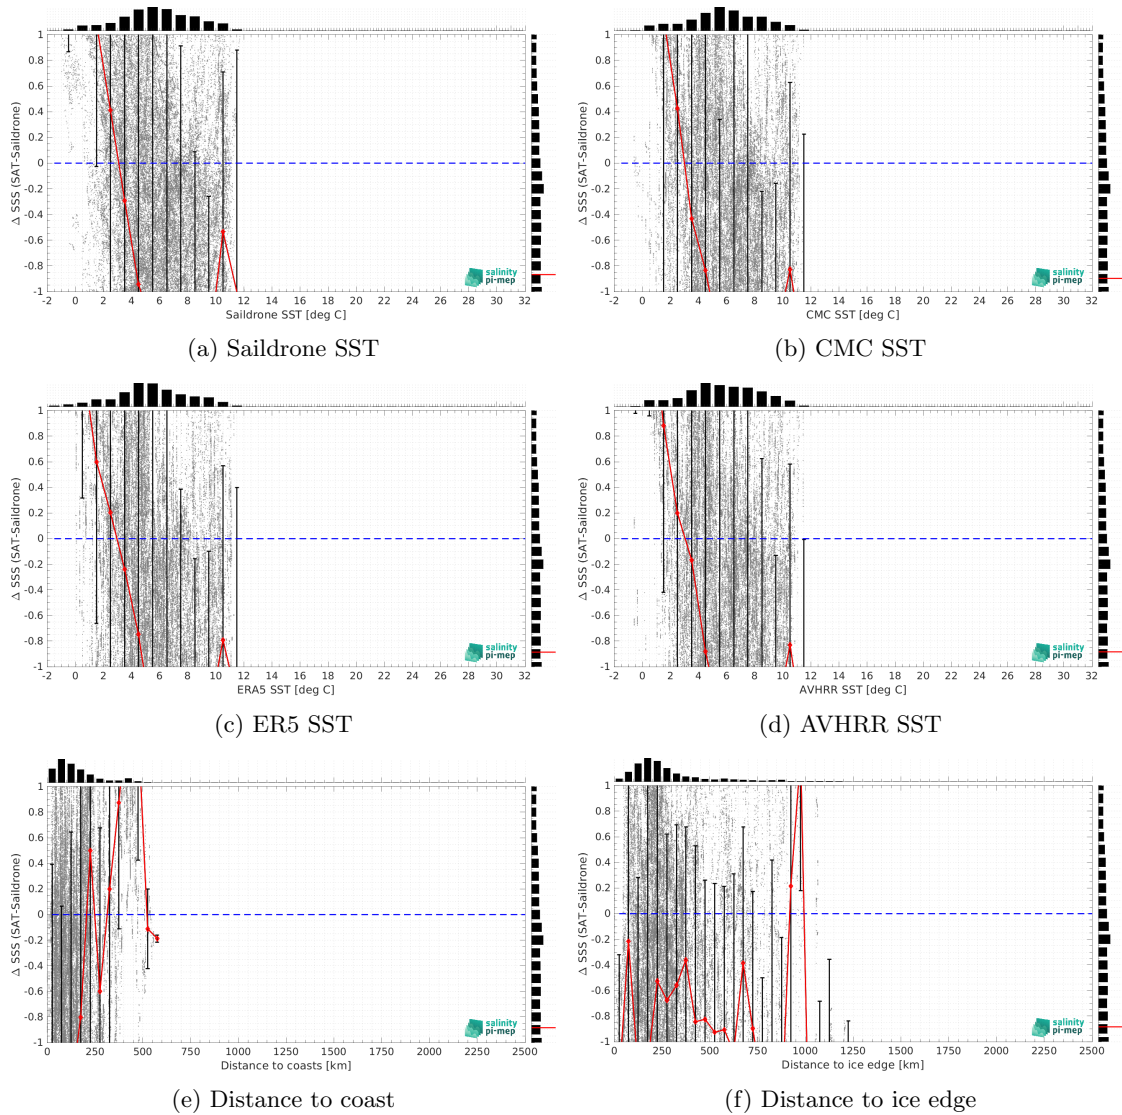 1
0.8
0.6
0.4
0.2
0
-0.2
-0.4
-0.6
-0.8
-1
Δ SSS (SAT-Saildrone)
salinity
pi-mep
-2 0 2 4 6 8 10 12 14 16 18 20 22 24 26 28 30 32
Saildrone SST [deg C]
(a) Saildrone SST
1
0.8
0.6
0.4
0.2
0
-0.2
-0.4
-0.6
-0.8
-1
Δ SSS (SAT-Saildrone)
salinity
pi-mep
-2 0 2 4 6 8 10 12 14 16 18 20 22 24 26 28 30 32
CMC SST [deg C]
(b) CMC SST
1
0.8
0.6
0.4
0.2
0
-0.2
-0.4
-0.6
-0.8
-1
Δ SSS (SAT-Saildrone)
salinity
pi-mep
-2 0 2 4 6 8 10 12 14 16 18 20 22 24 26 28 30 32
ERA5 SST [deg C]
(c) ER5 SST
1
0.8
0.6
0.4
0.2
0
-0.2
-0.4
-0.6
-0.8
-1
Δ SSS (SAT-Saildrone)
salinity
pi-mep
-2 0 2 4 6 8 10 12 14 16 18 20 22 24 26 28 30 32
AVHRR SST [deg C]
(d) AVHRR SST
1
0.8
0.6
0.4
0.2
0
-0.2
-0.4
-0.6
-0.8
-1
Δ SSS (SAT-Saildrone)
salinity
pi-mep
0 250 500 750 1000 1250 1500 1750 2000 2250 2500
Distance to coasts [km]
(e) Distance to coast
1
0.8
0.6
0.4
0.2
0
-0.2
-0.4
-0.6
-0.8
-1
Δ SSS (SAT-Saildrone)
salinity
pi-mep
0 250 500 750 1000 1250 1500 1750 2000 2250 2500
Distance to ice edge [km]
(f) Distance to ice edge